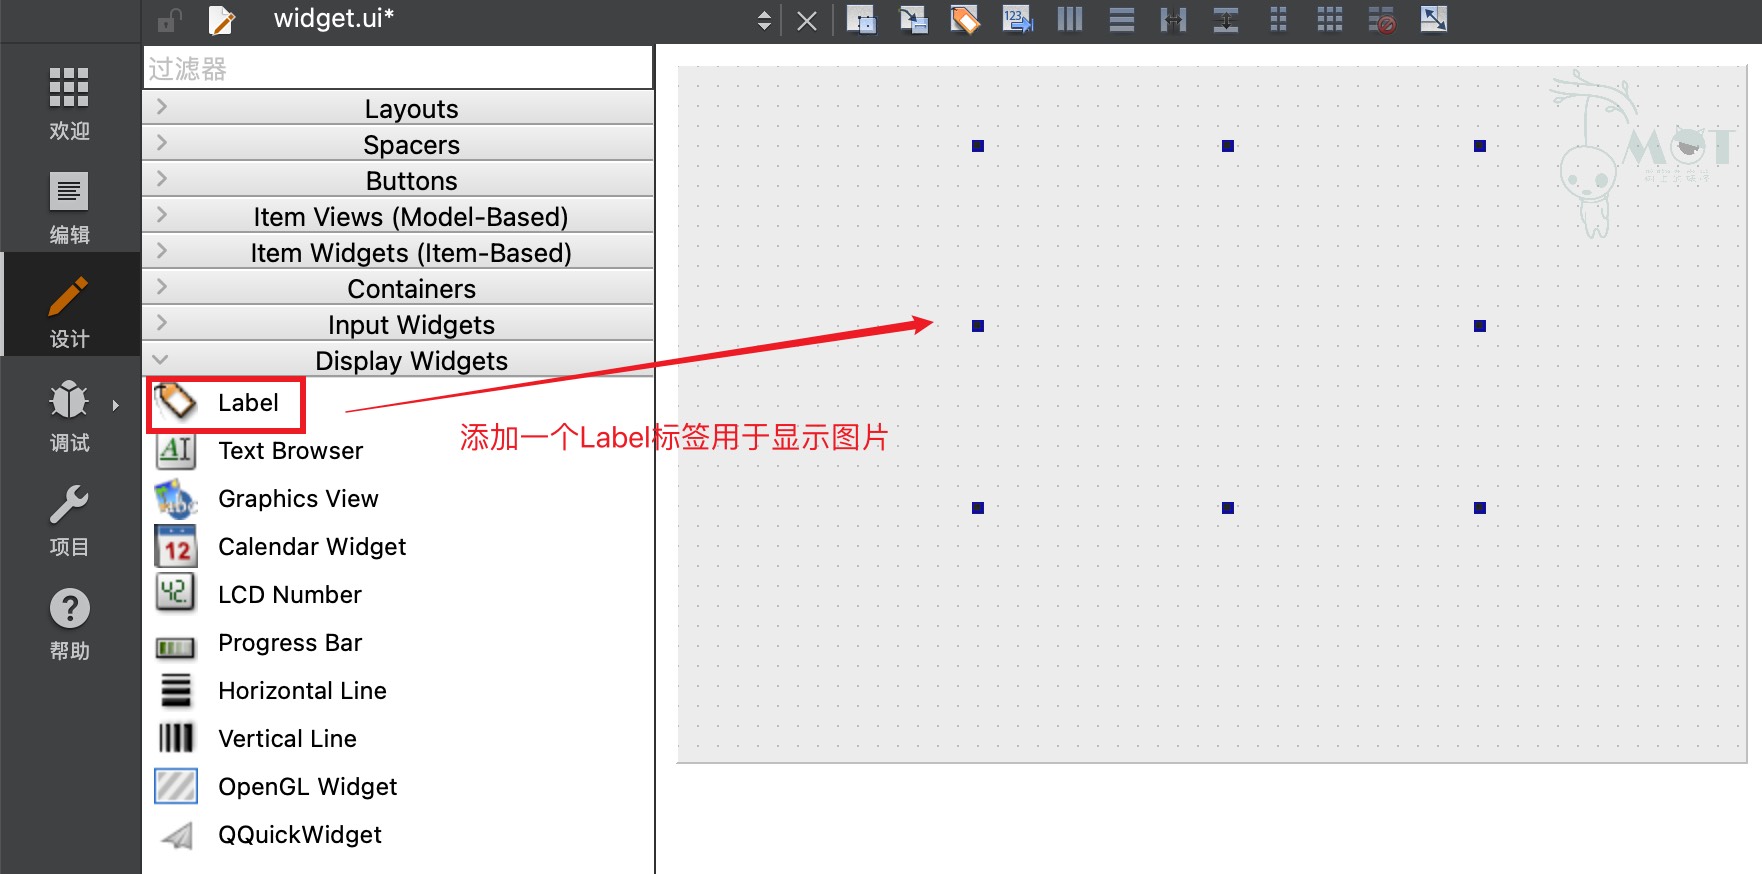 widget.ui*
过滤器
Layouts
Spacers
Buttons
Item Views (Model-Based)
Item Widgets (Item-Based)
Containers
Input Widgets
Display Widgets
Label
Text Browser
Graphics View
Calendar Widget
LCD Number
Progress Bar
Horizontal Line
Vertical Line
OpenGL Widget
QQuickWidget
欢迎
编辑
设计
调试
项目
帮助
添加一个Label标签用于显示图片
MOT